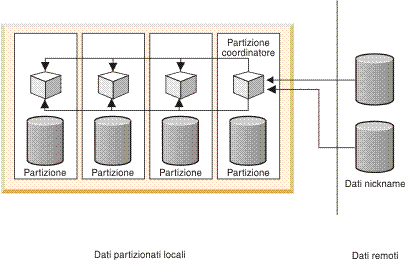 Partizione
coordinatore
Partizione
Partizione
Partizione
Partizione
Dati nickname
Dati partizionati locali
Dati remoti